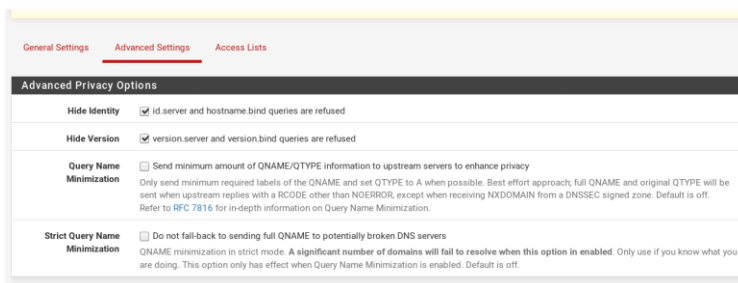 General Settings Advanced Settings Access Lists
Advanced Privacy Options
Hide Identity id.server and hostname.bind queries are refused
Hide Version version.server and version.bind queries are refused
Query Name Send minimum amount of QNAME/QTYPE information to upstream servers to enhance privacy
Minimization Only send minimum required labels of the QNAME and set QTYPE to A when possible. Best effort approach; full QNAME and original QTYPE will be
sent when upstream replies with a RCODE other than NOERROR, except when receiving NXDOMAIN from a DNSSEC signed zone. Default is off.
Refer to RFC 7816 for in-depth information on Query Name Minimization.
Strict Query Name Do not fall-back to sending full QNAME to potentially broken DNS servers
Minimization QNAME minimization in strict mode. A significant number of domains will fail to resolve when this option in enabled. Only use if you know what you
are doing. This option only has effect when Query Name Minimization is enabled. Default is off.